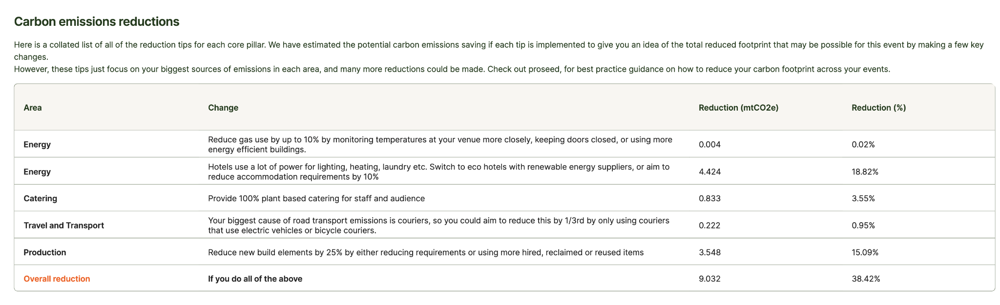 Carbon emissions reductions
Here is a collated list of all of the reduction tips for each core pillar. We have estimated the potential carbon emissions saving if each tip is implemented to give you an idea of the total reduced footprint that may be possible for this event by making a few key
changes.
However, these tips just focus on your biggest sources of emissions in each area, and many more reductions could be made. Check out proseed, for best practice guidance on how to reduce your carbon footprint across your events.
Area Change Reduction (mtCO2e) Reduction (%)
Energy Reduce gas use by up to 10% by monitoring temperatures at your venue more closely, keeping doors closed, or using more
energy efficient buildings. 0.004 0.02%
Energy Hotels use a lot of power for lighting, heating, laundry etc. Switch to eco hotels with renewable energy suppliers, or aim to
reduce accommodation requirements by 10% 4.424 18.82%
Catering Provide 100% plant based catering for staff and audience 0.833 3.55%
Travel and Transport Your biggest cause of road transport emissions is couriers, so you could aim to reduce this by 1/3rd by only using couriers
that use electric vehicles or bicycle couriers. 0.222 0.95%
Production Reduce new build elements by 25% by either reducing requirements or using more hired, reclaimed or reused items 3.548 15.09%
Overall reduction If you do all of the above 9.032 38.42%